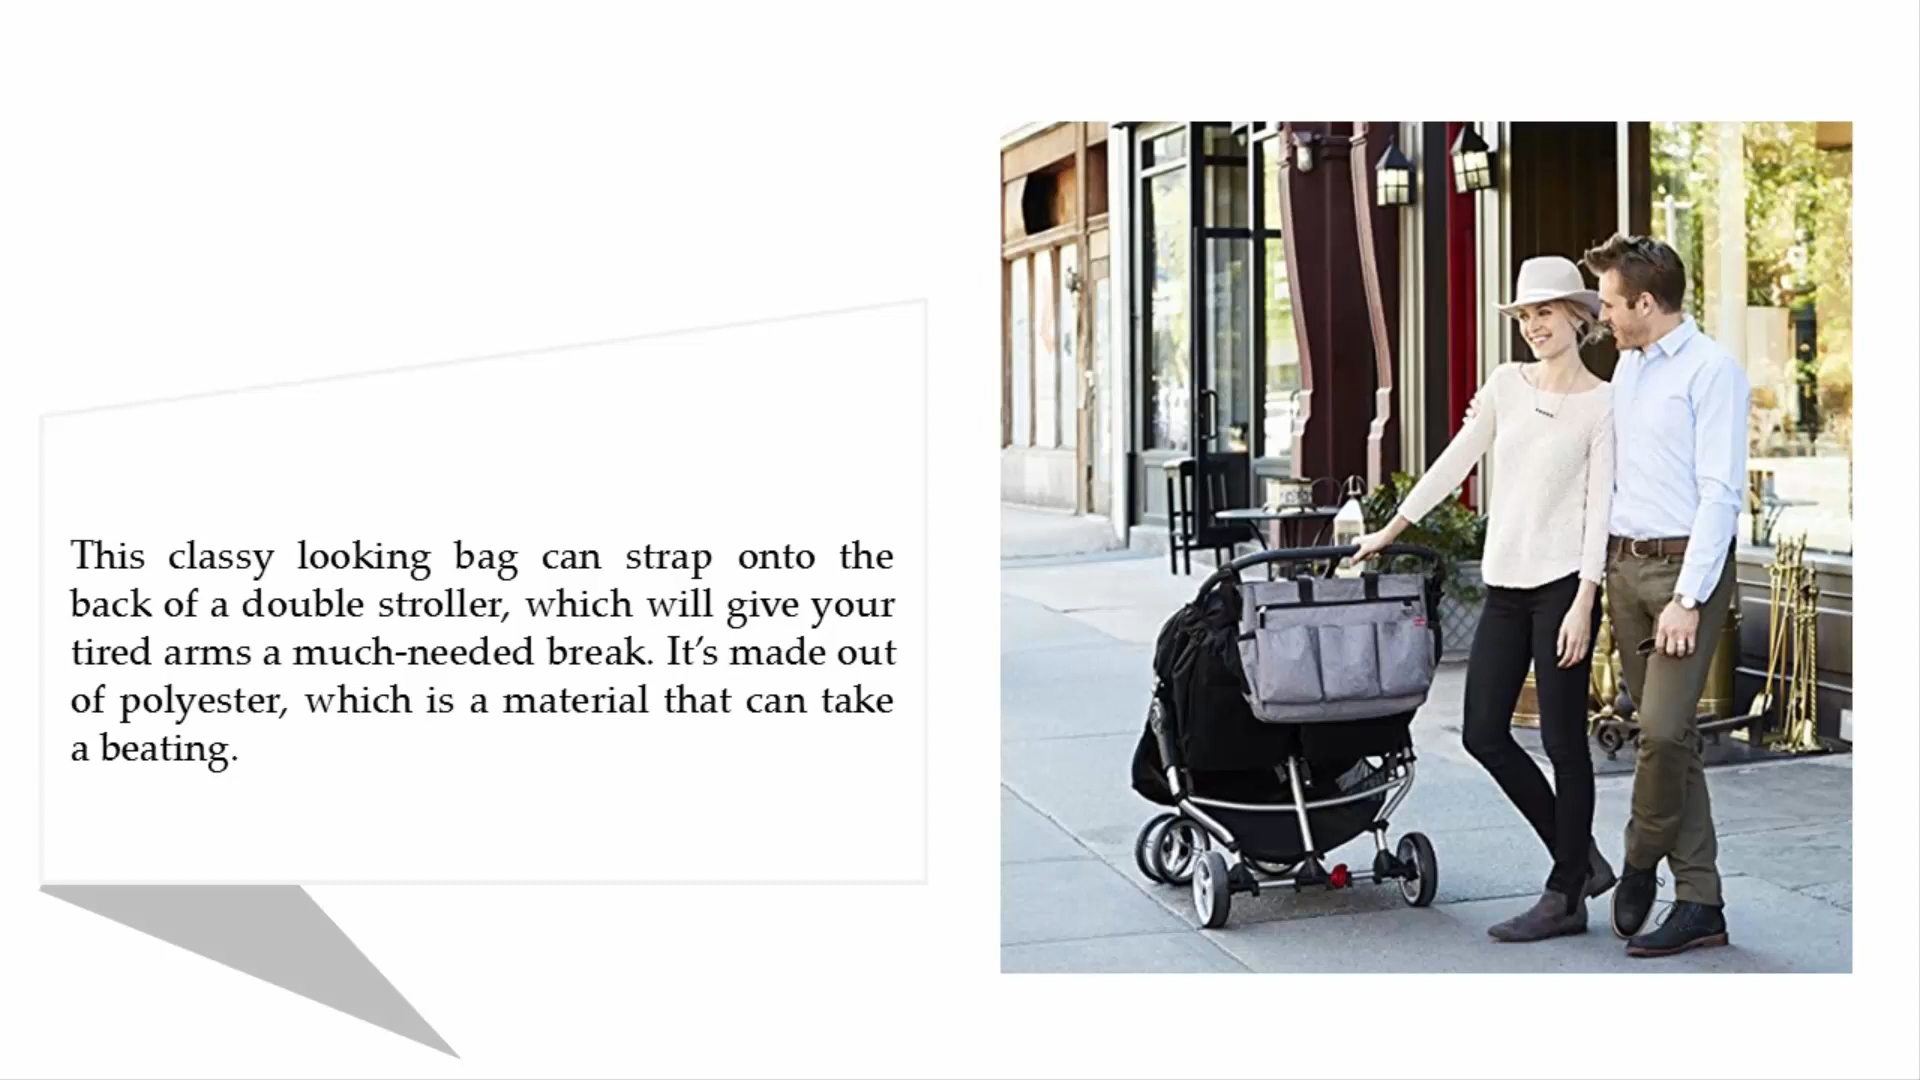 This classy looking bag can strap onto the
back of a double stroller, which will give your
tired arms a much-needed break. It’s made out
of polyester, which is a material that can take
a beating.